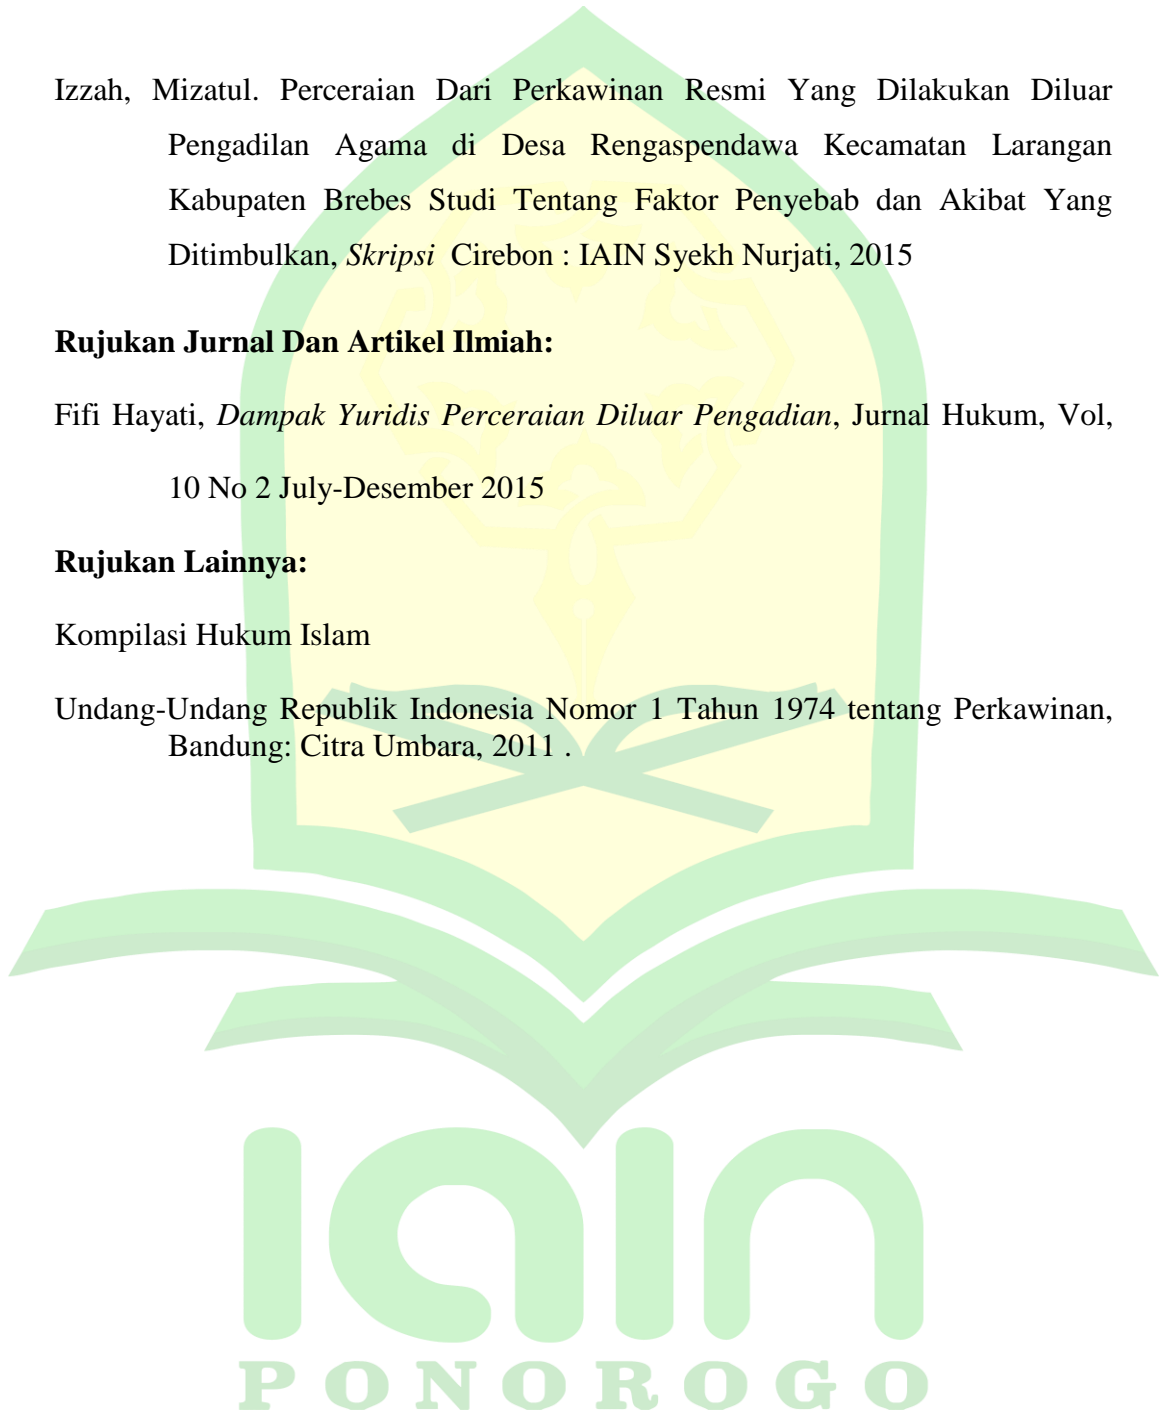 Izzah, Mizatul. Perceraian Dari Perkawinan Resmi Yang Dilakukan Diluar
Pengadilan Agama di Desa Rengaspendawa Kecamatan Larangan
Kabupaten Brebes Studi Tentang Faktor Penyebab dan Akibat Yang
Ditimbulkan, Skripsi Cirebon : IAIN Syekh Nurjati, 2015
Rujukan Jurnal Dan Artikel Ilmiah:
Fifi Hayati, Dampak Yuridis Perceraian Diluar Pengadian, Jurnal Hukum, Vol,
10 No 2 July-Desember 2015
Rujukan Lainnya:
Kompilasi Hukum Islam
Undang-Undang Republik Indonesia Nomor 1 Tahun 1974 tentang Perkawinan,
Bandung: Citra Umbara, 2011 .
iain
PONOROGO